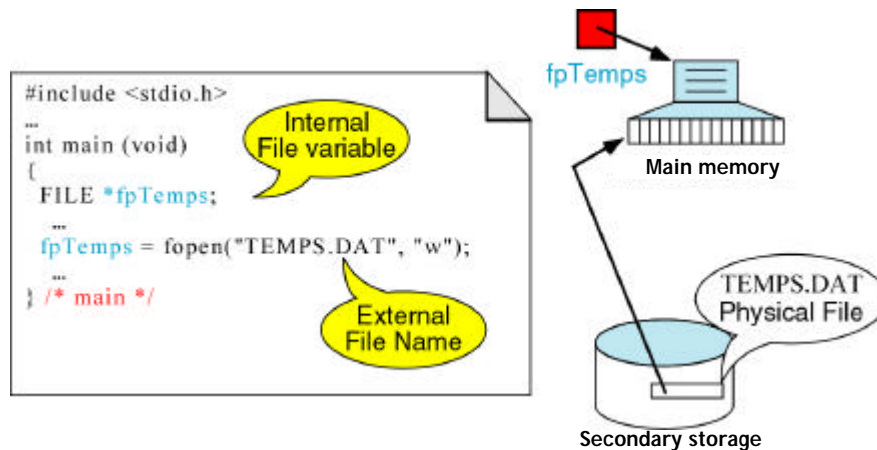 #include <stdio.h>
…
int main (void)
{
FILE *fpTemps;
…
fpTemps = fopen("TEMPS.DAT", "w");
…
} /* main */
Internal
File variable
External
File Name
fpTemps
Main memory
TEMPS.DAT
Physical File
Secondary storage